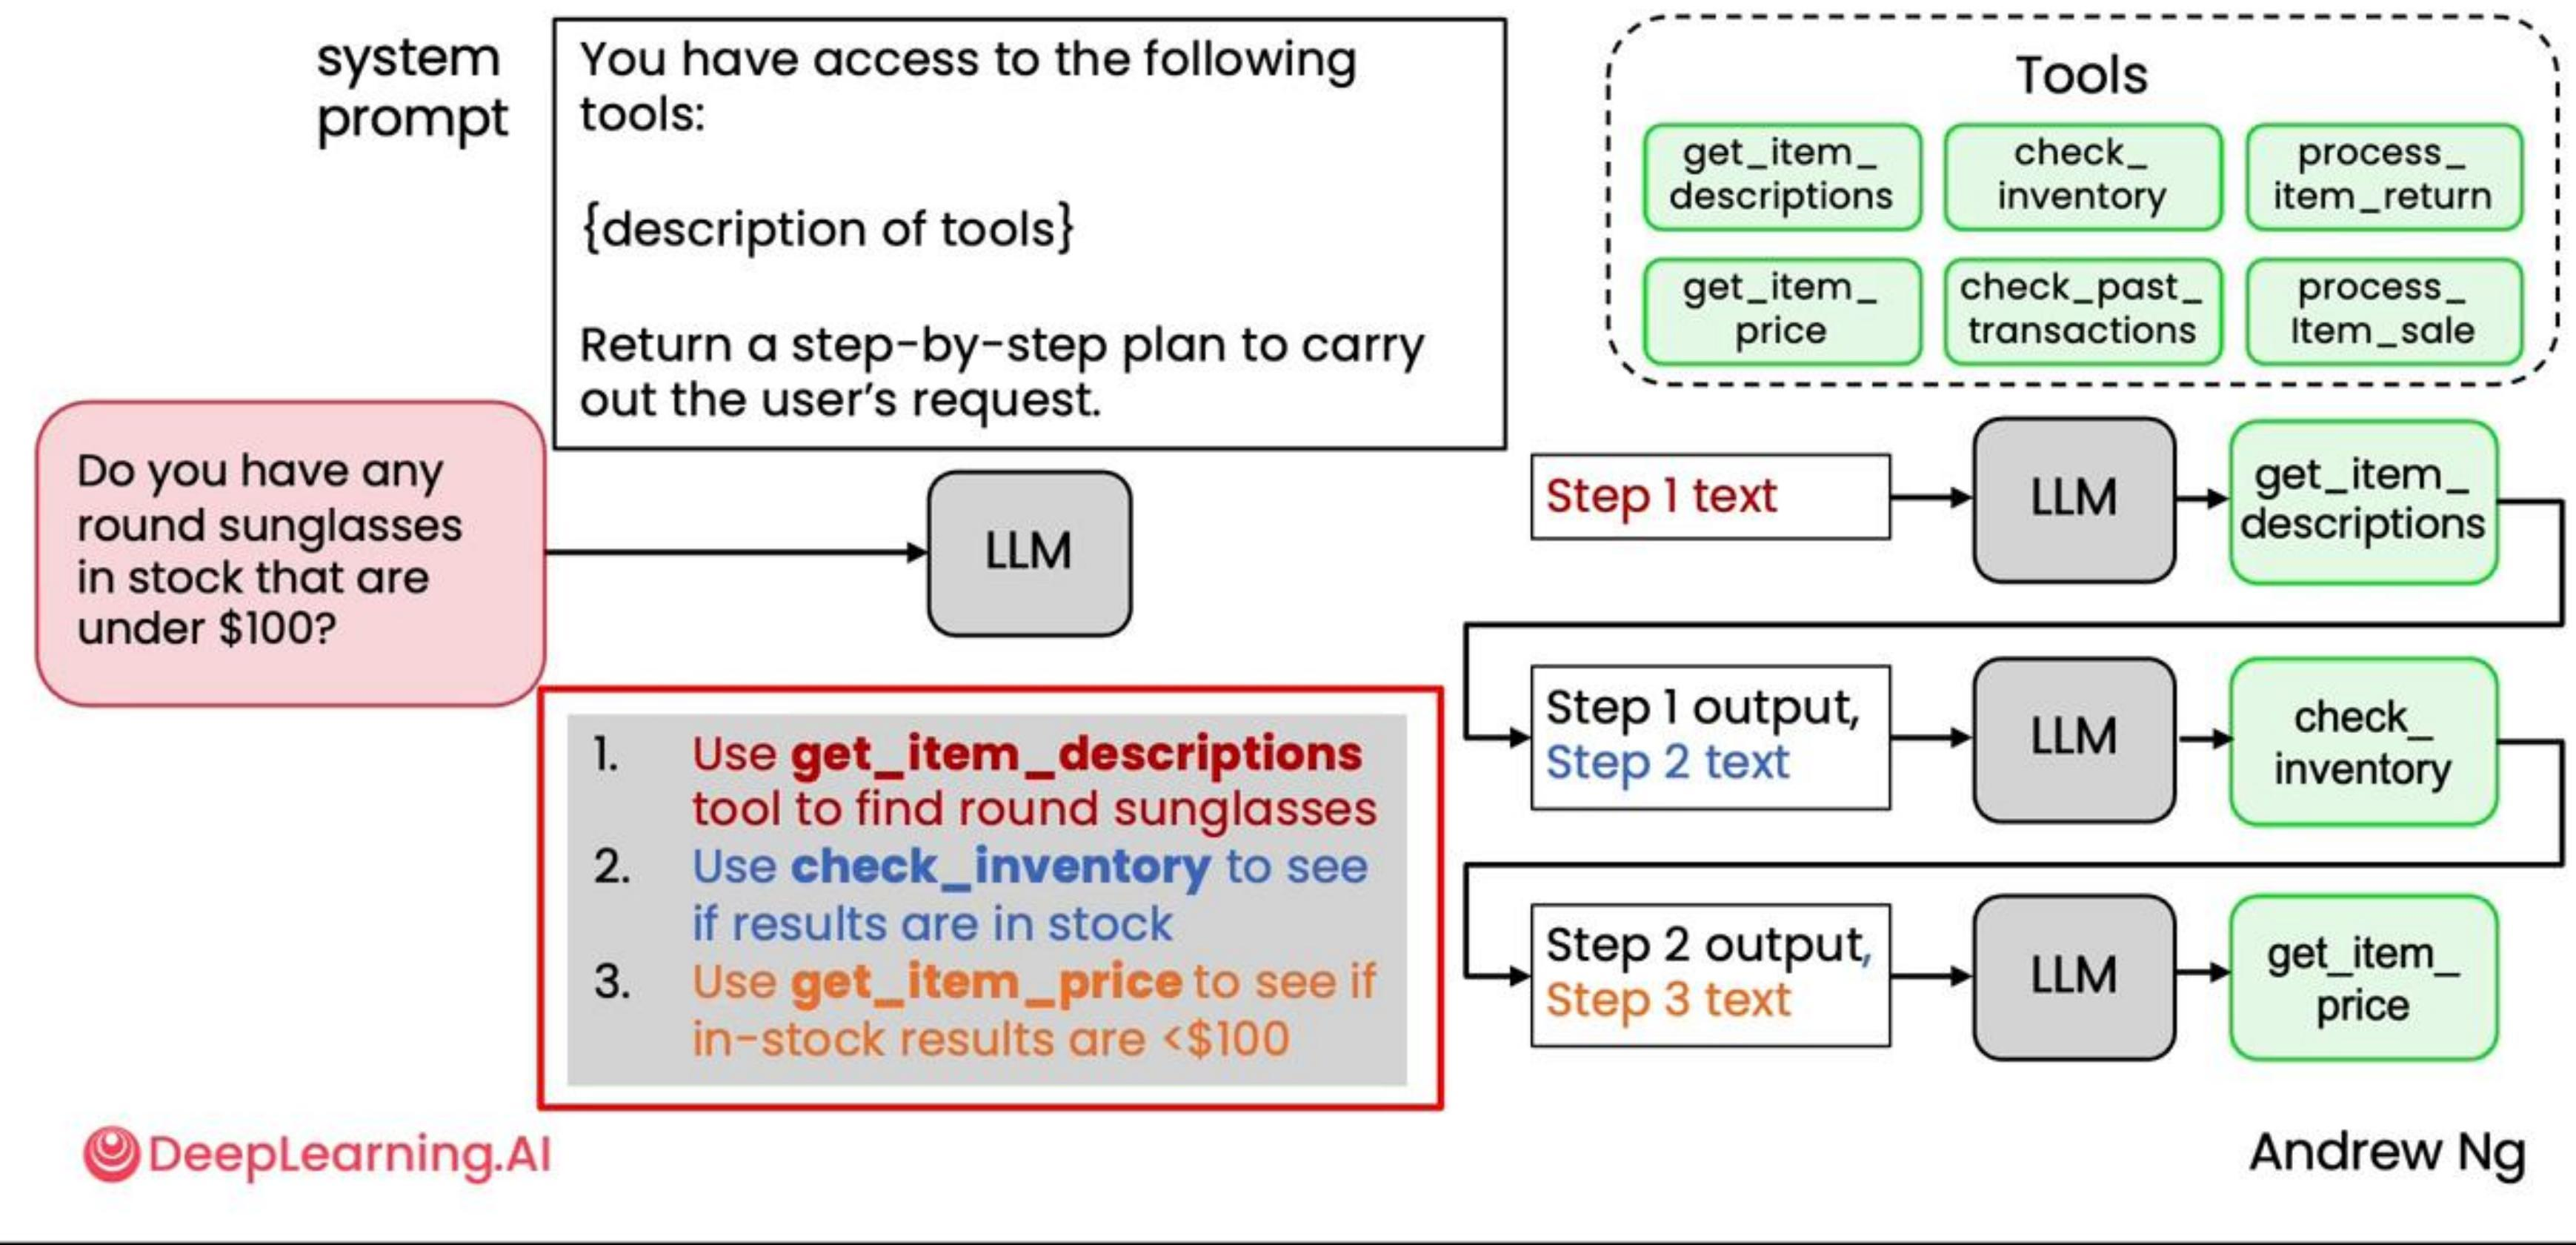 system
prompt
You have access to the following
tools:
{description of tools}
Return a step-by-step plan to carry
out the user's request.
Tools
get_item_
descriptions
check_
inventory
process_
item_return
get_item_
price
check_past_
transactions
process_
Item_sale
Do you have any
round sunglasses
in stock that are
under $100?
LLM
1. Use get_item_descriptions
tool to find round sunglasses
2. Use check_inventory to see
if results are in stock
3. Use get_item_price to see if
in-stock results are <$100
Step 1 text
LLM
get_item_
descriptions
Step 1 output,
Step 2 text
LLM
check_
inventory
Step 2 output,
Step 3 text
LLM
get_item_
price
DeepLearning.AI
Andrew Ng